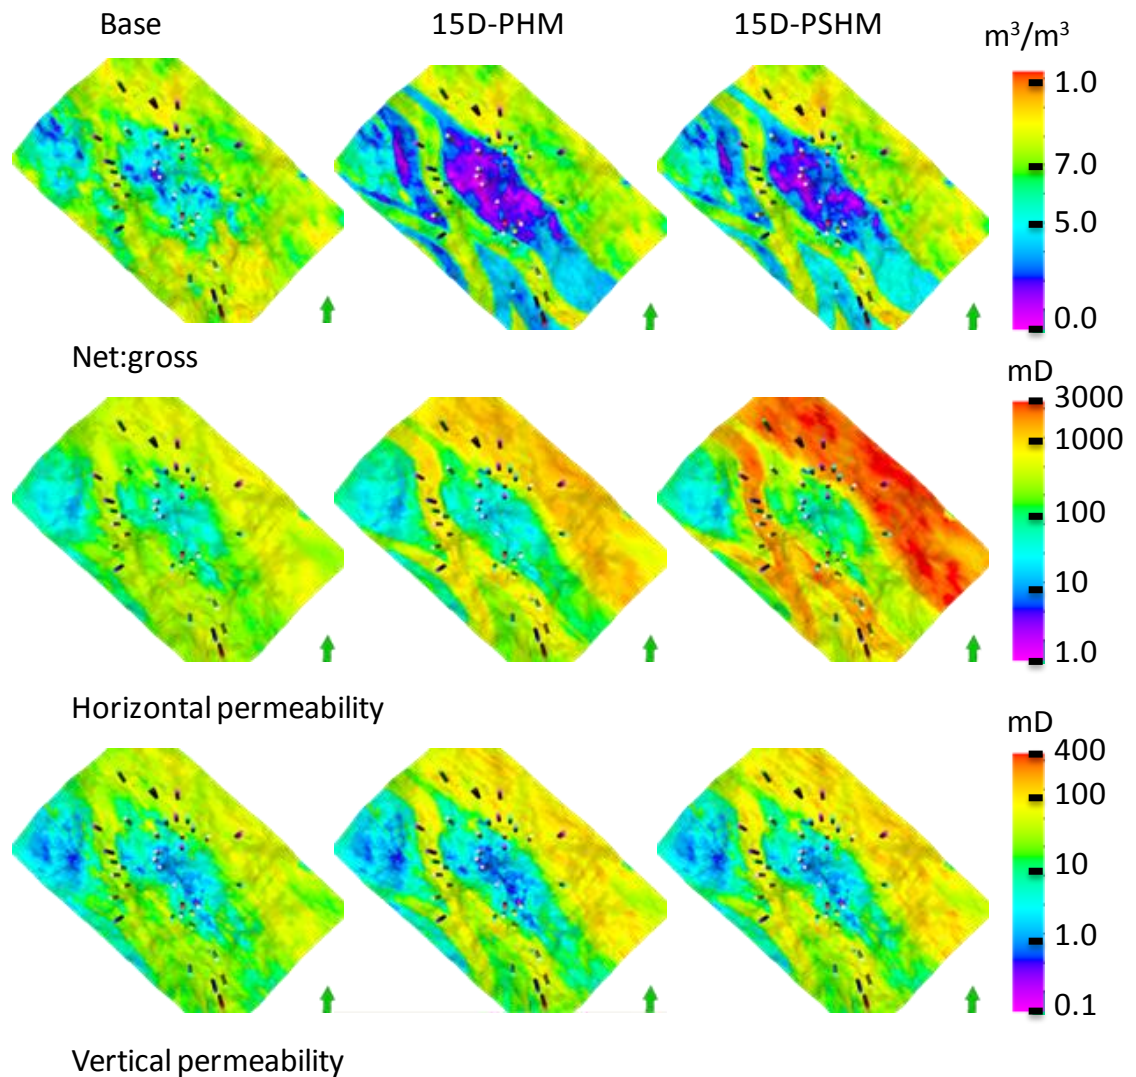 Base 15D-PHM 15D-PSHM m³/m³
1.0
7.0
5.0
0.0
Net:gross
mD
3000
1000
100
10
1.0
Horizontal permeability
mD
400
100
10
1.0
0.1
Vertical permeability